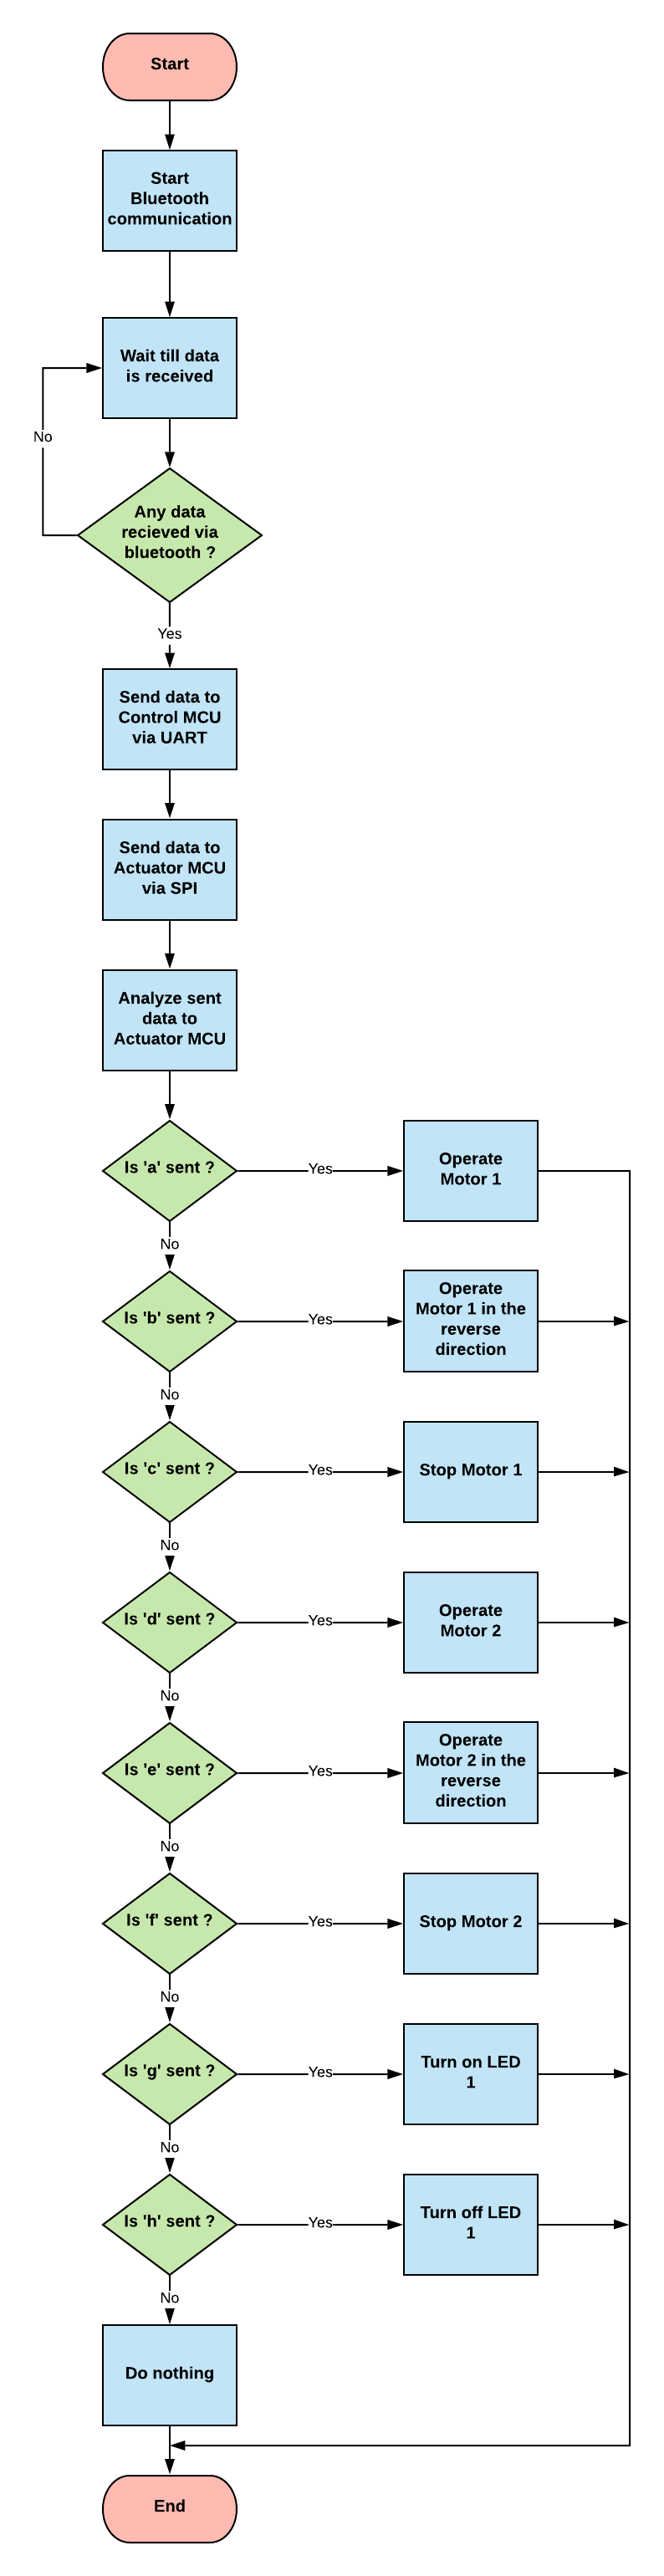 Start
Start
Bluetooth
communication
Wait till data
is received
No
Any data
recieved via
bluetooth ?
Yes
Send data to
Control MCU
via UART
Send data to
Actuator MCU
via SPI
Analyze sent
data to
Actuator MCU
Is 'a' sent ?
Yes
Operate
Motor 1
No
Is 'b' sent ?
Yes
Operate
Motor 1 in the
reverse
direction
No
Is 'c' sent ?
Yes
Stop Motor 1
No
Is 'd' sent ?
Yes
Operate
Motor 2
No
Is 'e' sent ?
Yes
Operate
Motor 2 in the
reverse
direction
No
Is 'f' sent ?
Yes
Stop Motor 2
No
Is 'g' sent ?
Yes
Turn on LED
1
No
Is 'h' sent ?
Yes
Turn off LED
1
No
Do nothing
End